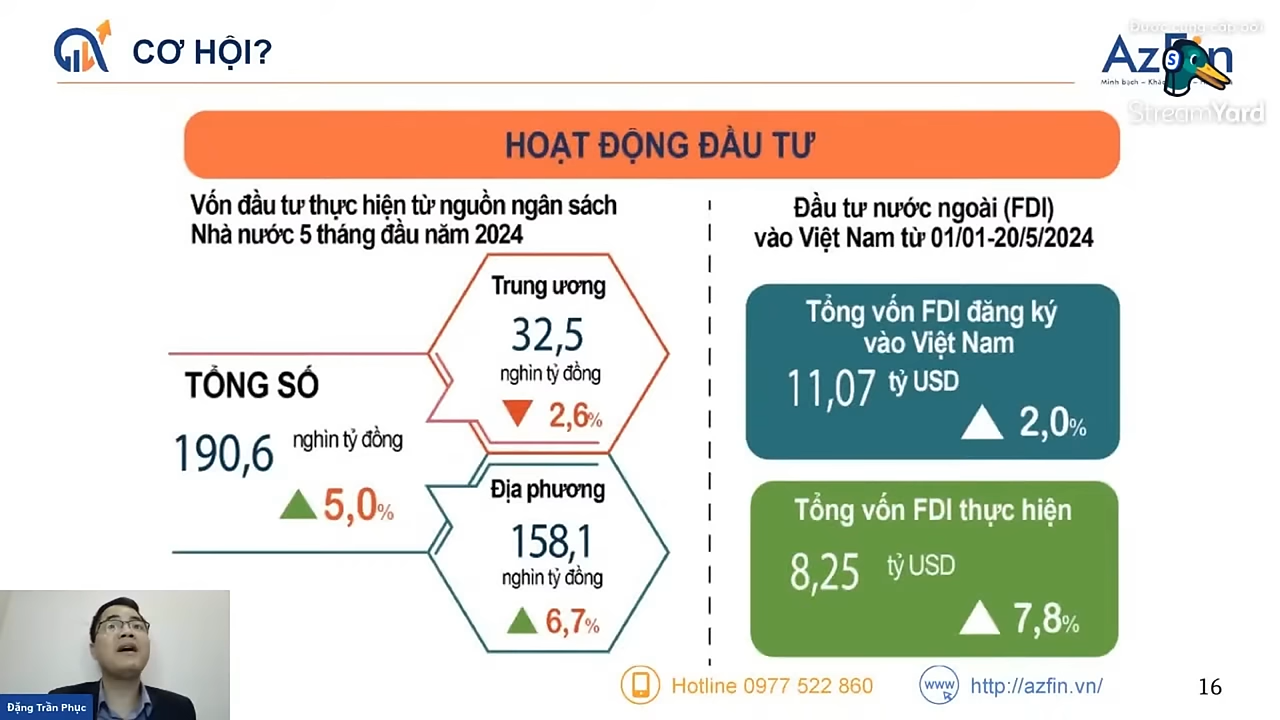 CƠ HỘI?
Được cung cấp bởi
AzFin
StreamYard
HOẠT ĐỘNG ĐẦU TƯ
Vốn đầu tư thực hiện từ nguồn ngân sách
Nhà nước 5 tháng đầu năm 2024
TỔNG SỐ
190,6 nghìn tỷ đồng
5,0%
Trung ương
32,5
nghìn tỷ đồng
2,6%
Địa phương
158,1
nghìn tỷ đồng
6,7%
Đầu tư nước ngoài (FDI)
vào Việt Nam từ 01/01-20/5/2024
Tổng vốn FDI đăng ký
vào Việt Nam
11,07 tỷ USD
2,0%
Tổng vốn FDI thực hiện
8,25 tỷ USD
7,8%
Đặng Trần Phục
Hotline 0977 522 860
www
http://azfin.vn/
16